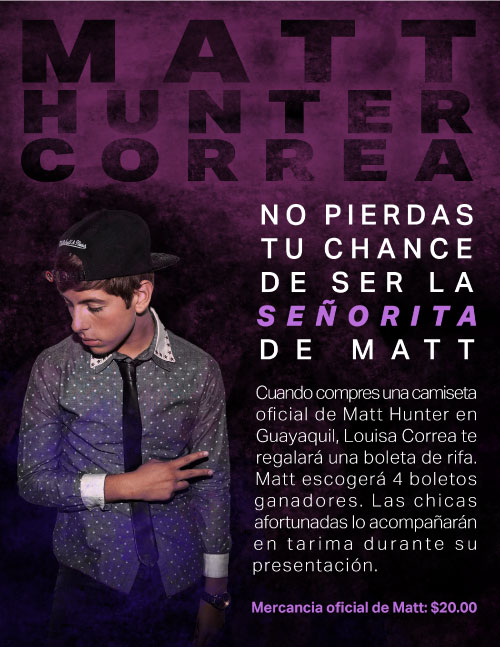 MATT
HUNTER
CORREA
NO PIERDAS
TU CHANCE
DE SER LA
SEÑORITA
DE MATT
Cuando compres una camiseta
oficial de Matt Hunter en
Guayaquil, Louisa Correa te
regalará una boleta de rifa.
Matt escogerá 4 boletos
ganadores. Las chicas
afortunadas lo acompañarán
en tarima durante su
presentación.
Mercancia oficial de Matt: $20.00